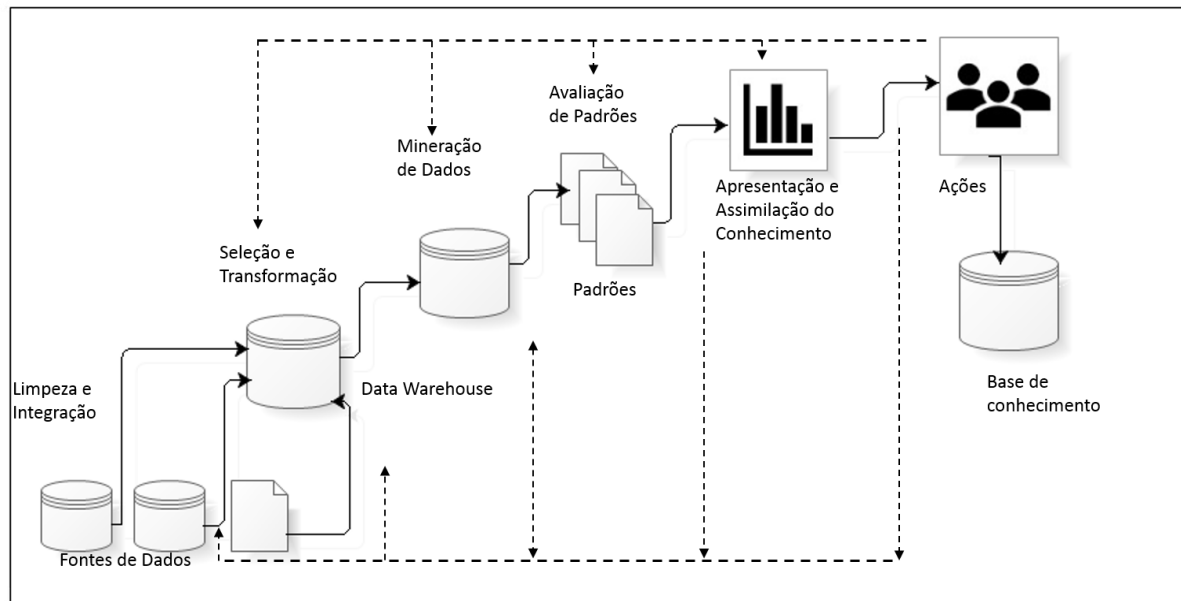 Limpeza e
Integração
Fontes de Dados
Seleção e
Transformação
Data Warehouse
Mineração
de Dados
Avaliação
de Padrões
Padrões
Apresentação e
Assimilação do
Conhecimento
Ações
Base de
conhecimento